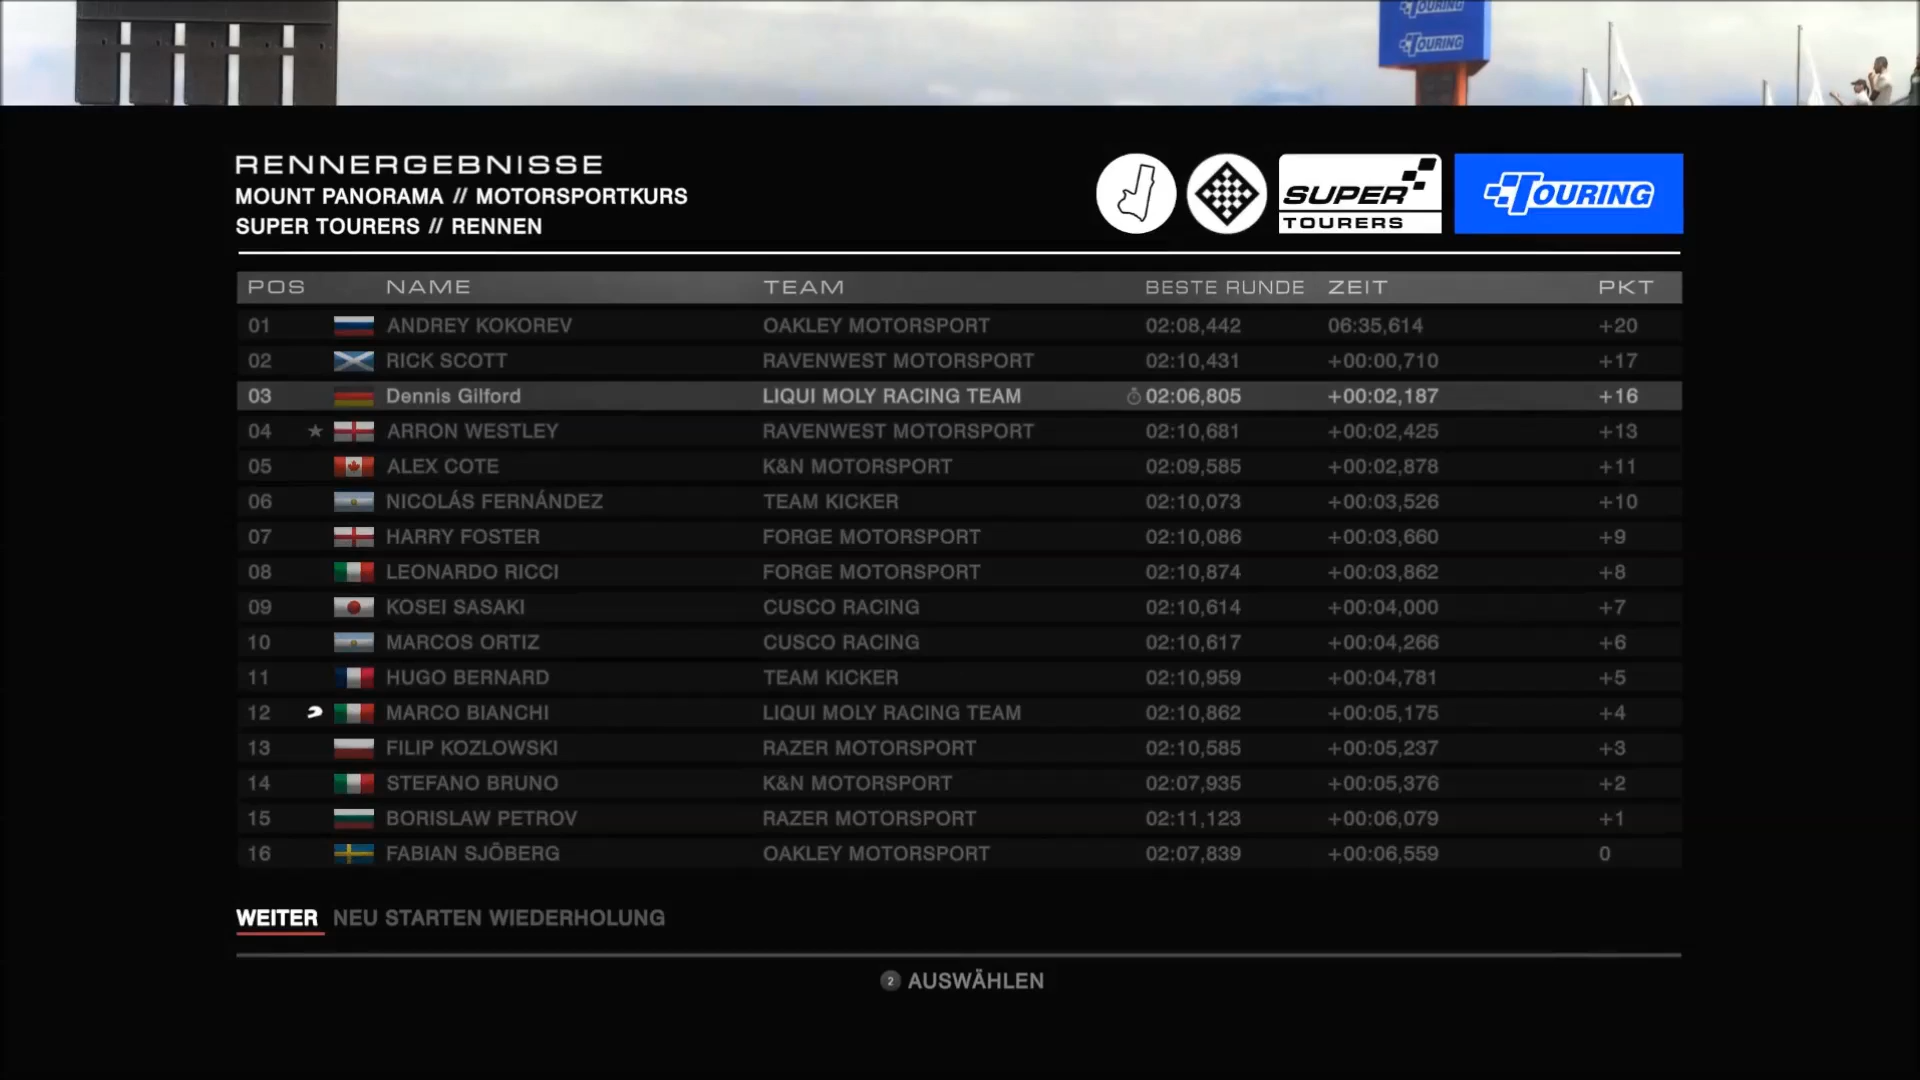 TOURING
TOURING
RENNERGEBNISSE
MOUNT PANORAMA // MOTORSPORTKURS
SUPER TOURERS // RENNEN
SUPER
TOURERS
TOURING
POS NAME TEAM BESTE RUNDE ZEIT PKT
01 ANDREY KOKOREV OAKLEY MOTORSPORT 02:08,442 06:35,614 +20
02 RICK SCOTT RAVENWEST MOTORSPORT 02:10,431 +00:00,710 +17
03 Dennis Gilford LIQUI MOLY RACING TEAM 02:06,805 +00:02,187 +16
04 ARRON WESTLEY RAVENWEST MOTORSPORT 02:10,681 +00:02,425 +13
05 ALEX COTE K&N MOTORSPORT 02:09,585 +00:02,878 +11
06 NICOLÁS FERNÁNDEZ TEAM KICKER 02:10,073 +00:03,526 +10
07 HARRY FOSTER FORGE MOTORSPORT 02:10,086 +00:03,660 +9
08 LEONARDO RICCI FORGE MOTORSPORT 02:10,874 +00:03,862 +8
09 KOSEI SASAKI CUSCO RACING 02:10,614 +00:04,000 +7
10 MARCOS ORTIZ CUSCO RACING 02:10,617 +00:04,266 +6
11 HUGO BERNARD TEAM KICKER 02:10,959 +00:04,781 +5
12 MARCO BIANCHI LIQUI MOLY RACING TEAM 02:10,862 +00:05,175 +4
13 FILIP KOZLOWSKI RAZER MOTORSPORT 02:10,585 +00:05,237 +3
14 STEFANO BRUNO K&N MOTORSPORT 02:07,935 +00:05,376 +2
15 BORISLAW PETROV RAZER MOTORSPORT 02:11,123 +00:06,079 +1
16 FABIAN SJÖBERG OAKLEY MOTORSPORT 02:07,839 +00:06,559 0
WEITER NEU STARTEN WIEDERHOLUNG
2 AUSWÄHLEN